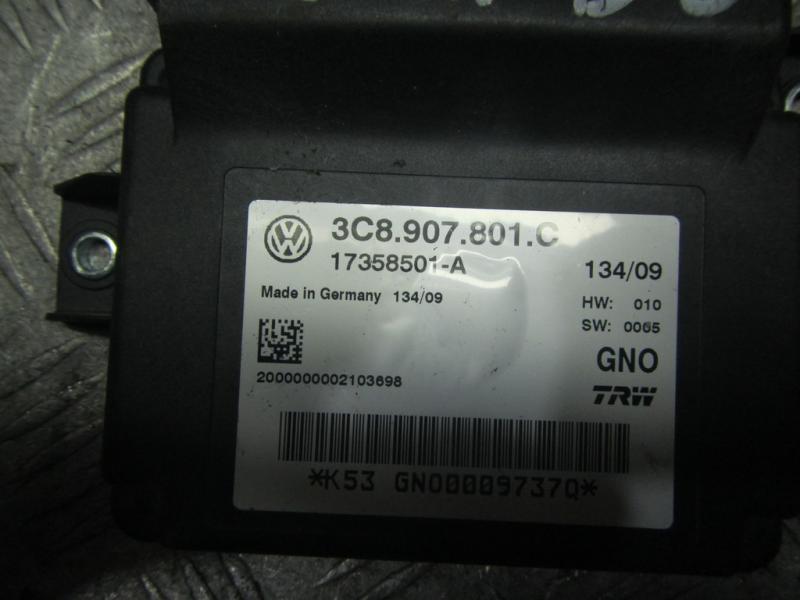 3C8.907.801.C
17358501-A
134/09
Made in Germany 134/09
HW: 010
SW: 0065
GNO
2000000002103698
TRW
*K53 GNO00009737Q*